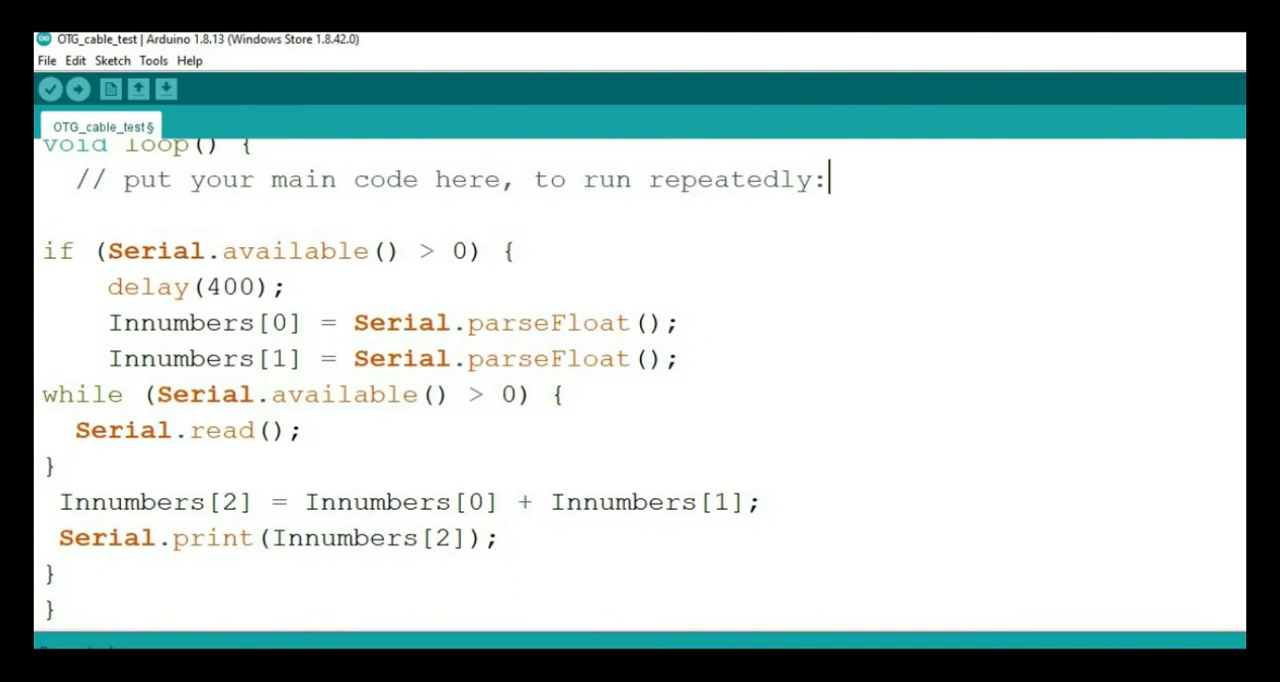 OTG_cable_test | Arduino 1.8.13 (Windows Store 1.8.42.0)
File Edit Sketch Tools Help
OTG_cable_test §
void loop() {
// put your main code here, to run repeatedly:
if (Serial.available() > 0) {
delay(400);
Innumbers[0] = Serial.parseFloat();
Innumbers[1] = Serial.parseFloat();
while (Serial.available() > 0) {
Serial.read();
}
Innumbers[2] = Innumbers[0] + Innumbers[1];
Serial.print(Innumbers[2]);
}
}